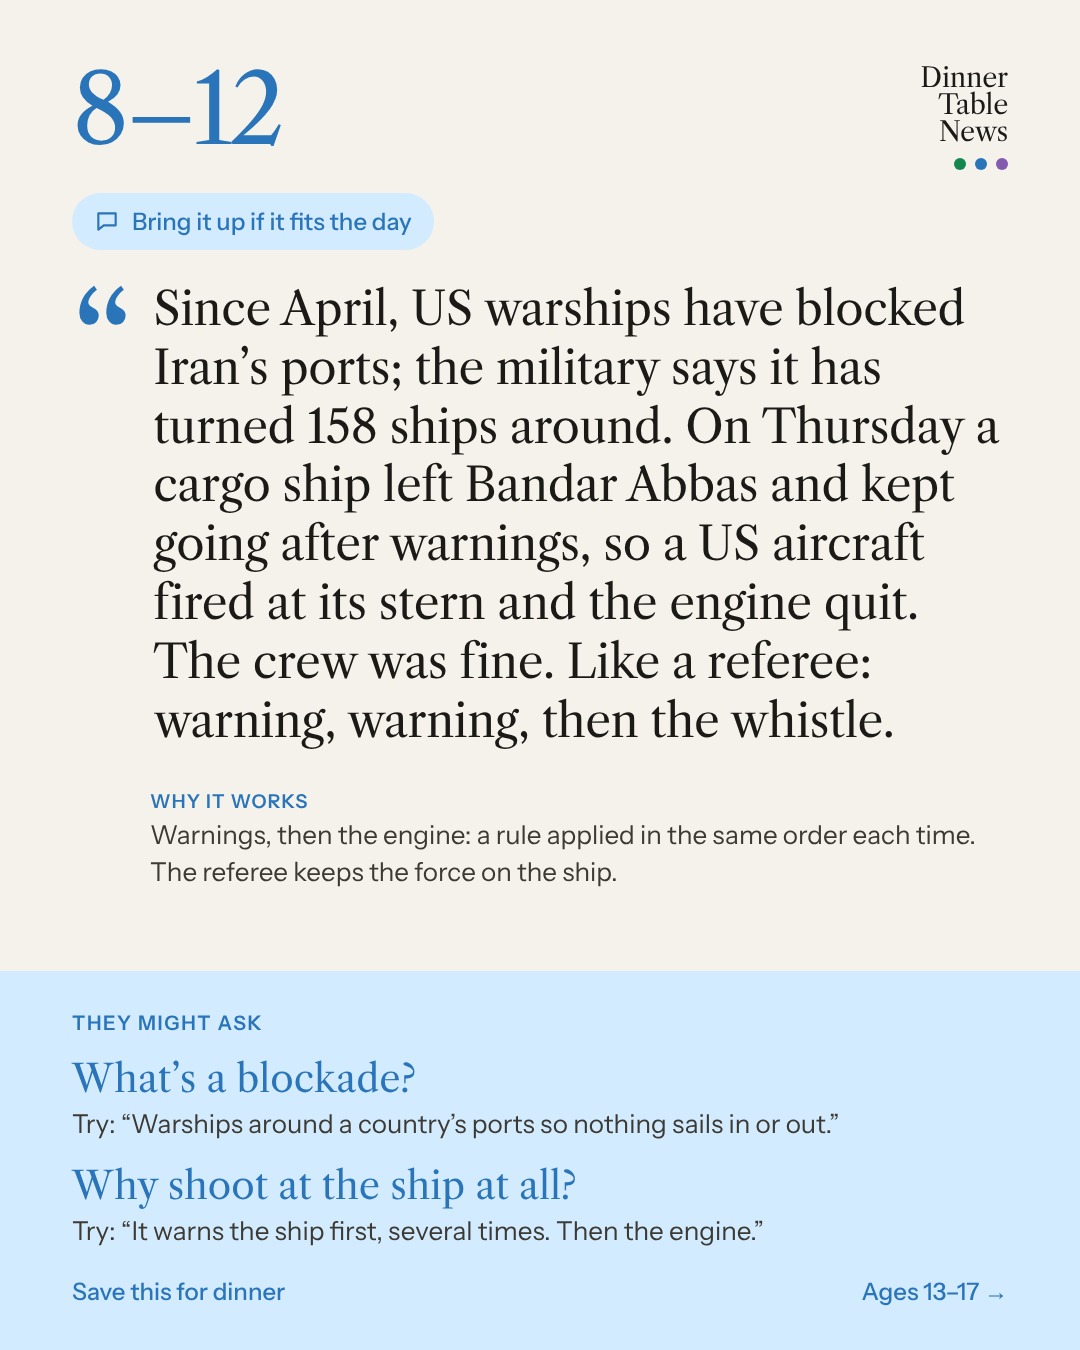 8–12
Dinner
Table
News
Bring it up if it fits the day
“ Since April, US warships have blocked
Iran’s ports; the military says it has
turned 158 ships around. On Thursday a
cargo ship left Bandar Abbas and kept
going after warnings, so a US aircraft
fired at its stern and the engine quit.
The crew was fine. Like a referee:
warning, warning, then the whistle.
WHY IT WORKS
Warnings, then the engine: a rule applied in the same order each time.
The referee keeps the force on the ship.
THEY MIGHT ASK
What’s a blockade?
Try: “Warships around a country’s ports so nothing sails in or out.”
Why shoot at the ship at all?
Try: “It warns the ship first, several times. Then the engine.”
Save this for dinner
Ages 13–17 →